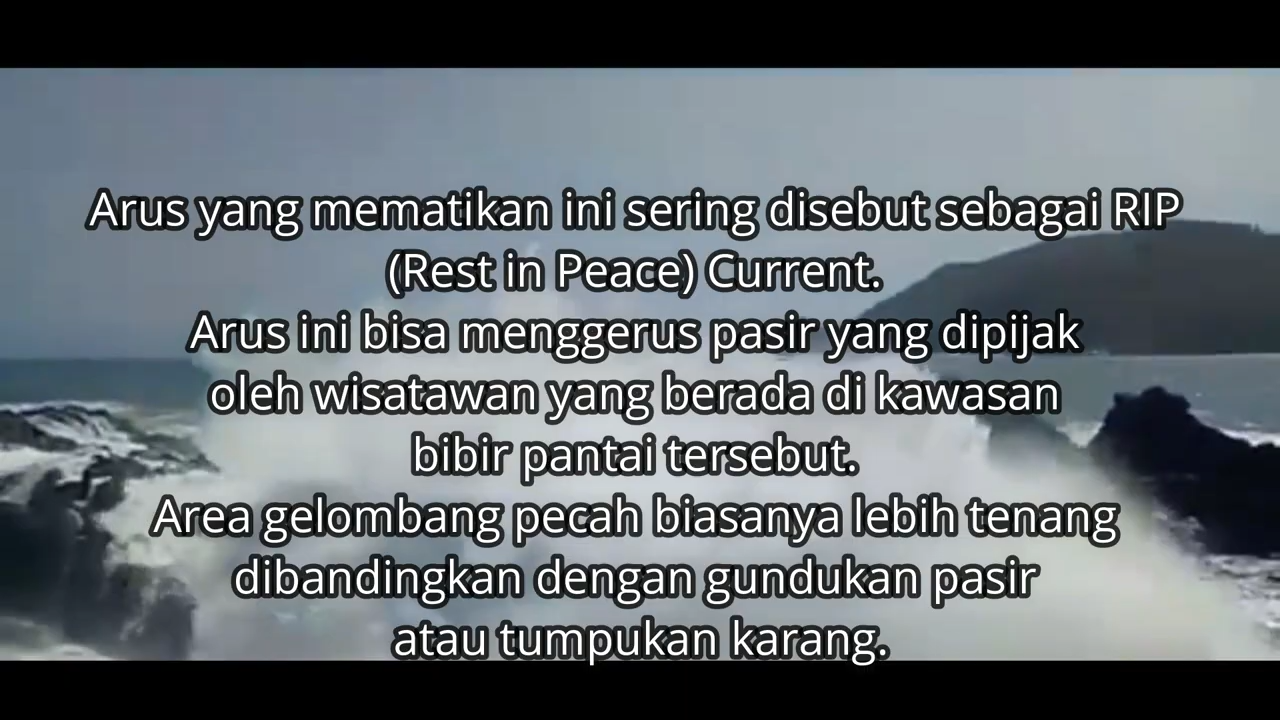 Arus yang mematikan ini sering disebut sebagai RIP
(Rest in Peace) Current.
Arus ini bisa menggerus pasir yang dipijak
oleh wisatawan yang berada di kawasan
bibir pantai tersebut.
Area gelombang pecah biasanya lebih tenang
dibandingkan dengan gundukan pasir
atau tumpukan karang.